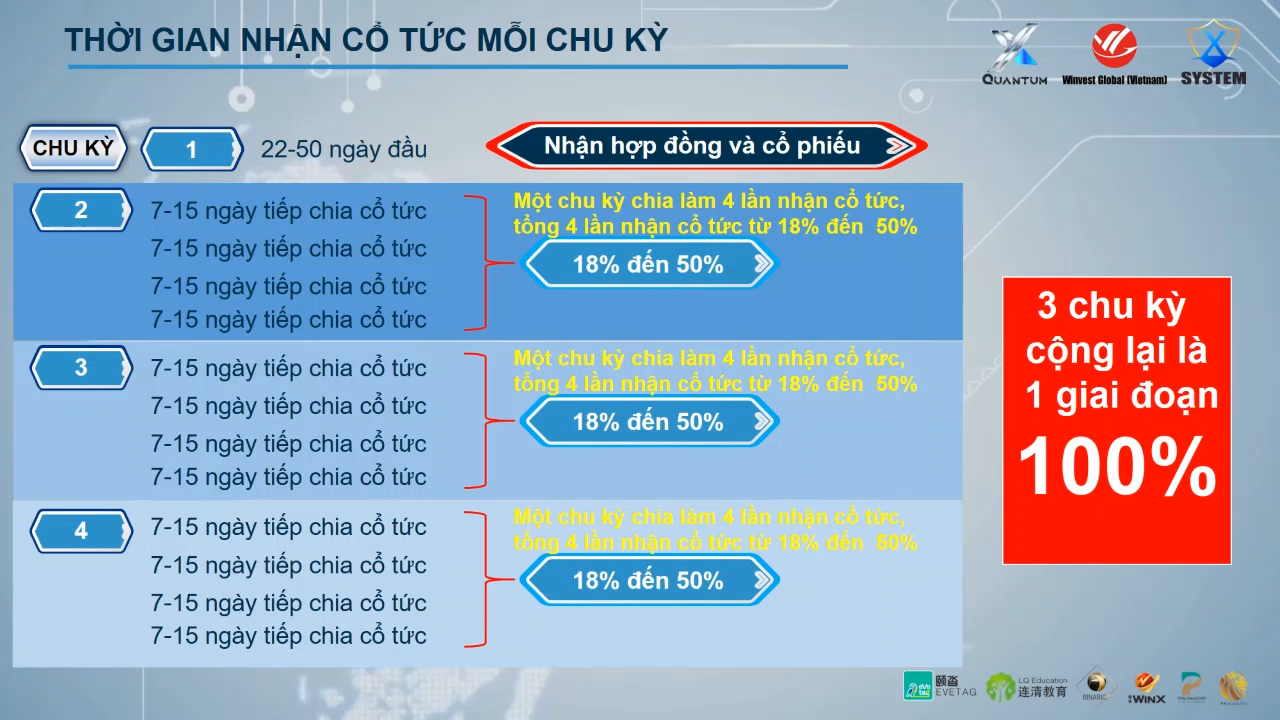 THỜI GIAN NHẬN CỔ TỨC MỖI CHU KỲ
QUANTUM
Winvest Global (Vietnam)
SYSTEM
CHU KỲ
1
22-50 ngày đầu
Nhận hợp đồng và cổ phiếu
2
7-15 ngày tiếp chia cổ tức
7-15 ngày tiếp chia cổ tức
7-15 ngày tiếp chia cổ tức
7-15 ngày tiếp chia cổ tức
Một chu kỳ chia làm 4 lần nhận cổ tức,
tổng 4 lần nhận cổ tức từ 18% đến 50%
18% đến 50%
3
7-15 ngày tiếp chia cổ tức
7-15 ngày tiếp chia cổ tức
7-15 ngày tiếp chia cổ tức
7-15 ngày tiếp chia cổ tức
Một chu kỳ chia làm 4 lần nhận cổ tức,
tổng 4 lần nhận cổ tức từ 18% đến 50%
18% đến 50%
4
7-15 ngày tiếp chia cổ tức
7-15 ngày tiếp chia cổ tức
7-15 ngày tiếp chia cổ tức
7-15 ngày tiếp chia cổ tức
Một chu kỳ chia làm 4 lần nhận cổ tức,
tổng 4 lần nhận cổ tức từ 18% đến 50%
18% đến 50%
3 chu kỳ
cộng lại là
1 giai đoạn
100%
EVETAG
LQ Education
连清教育
BINARIO
WINX